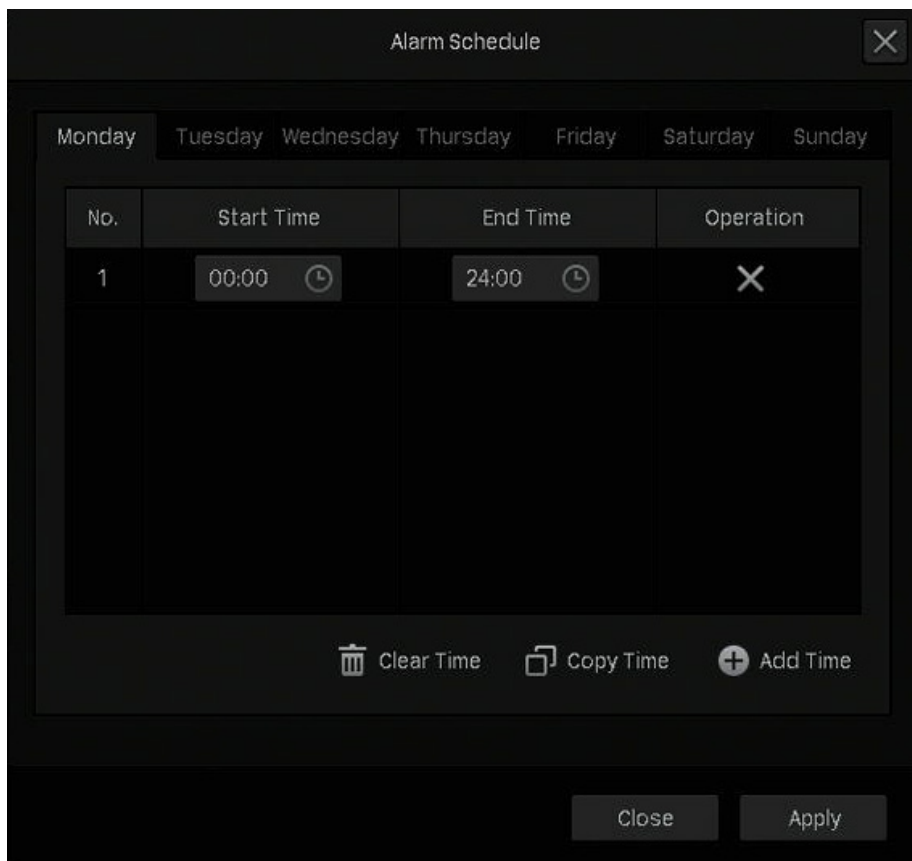 Alarm Schedule
Monday Tuesday Wednesday Thursday Friday Saturday Sunday
No. Start Time End Time Operation
1 00:00 24:00
Clear Time Copy Time Add Time
Close Apply